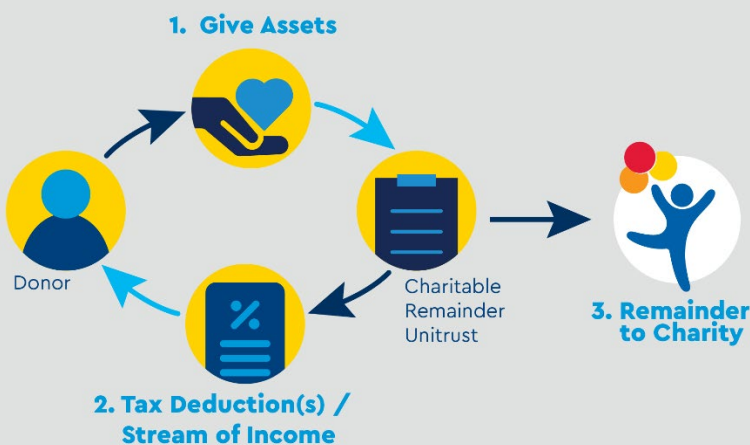 1. Give Assets
Donor
Charitable
Remainder
Unitrust
%
2. Tax Deduction(s) /
Stream of Income
3. Remainder
to Charity